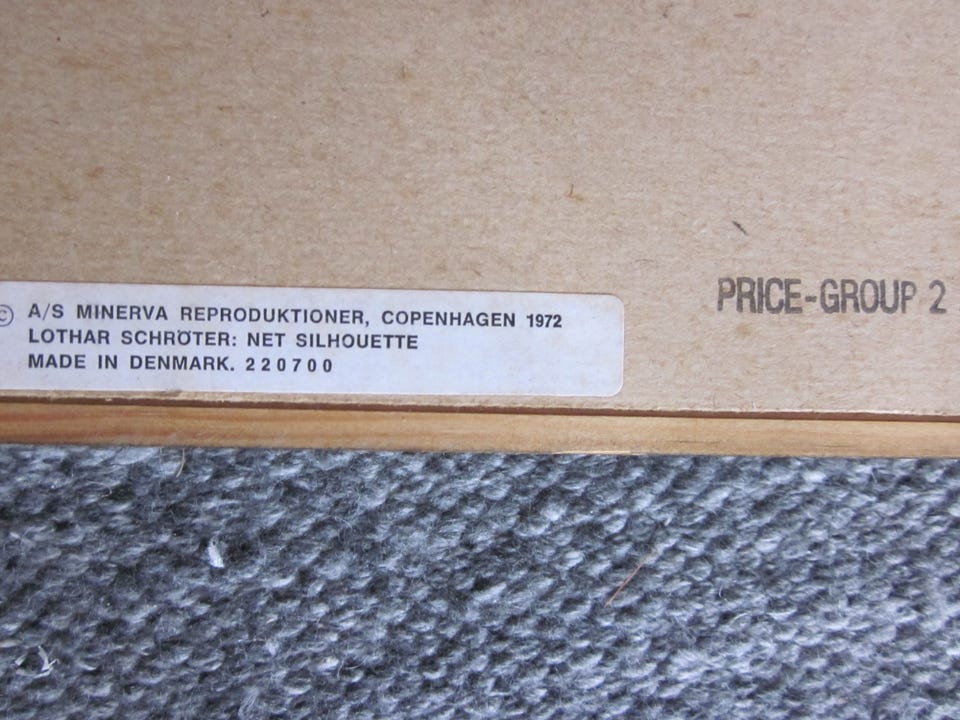 © A/S MINERVA REPRODUKTIONER, COPENHAGEN 1972
LOTHAR SCHRÖTER: NET SILHOUETTE
MADE IN DENMARK. 220700
PRICE-GROUP 2